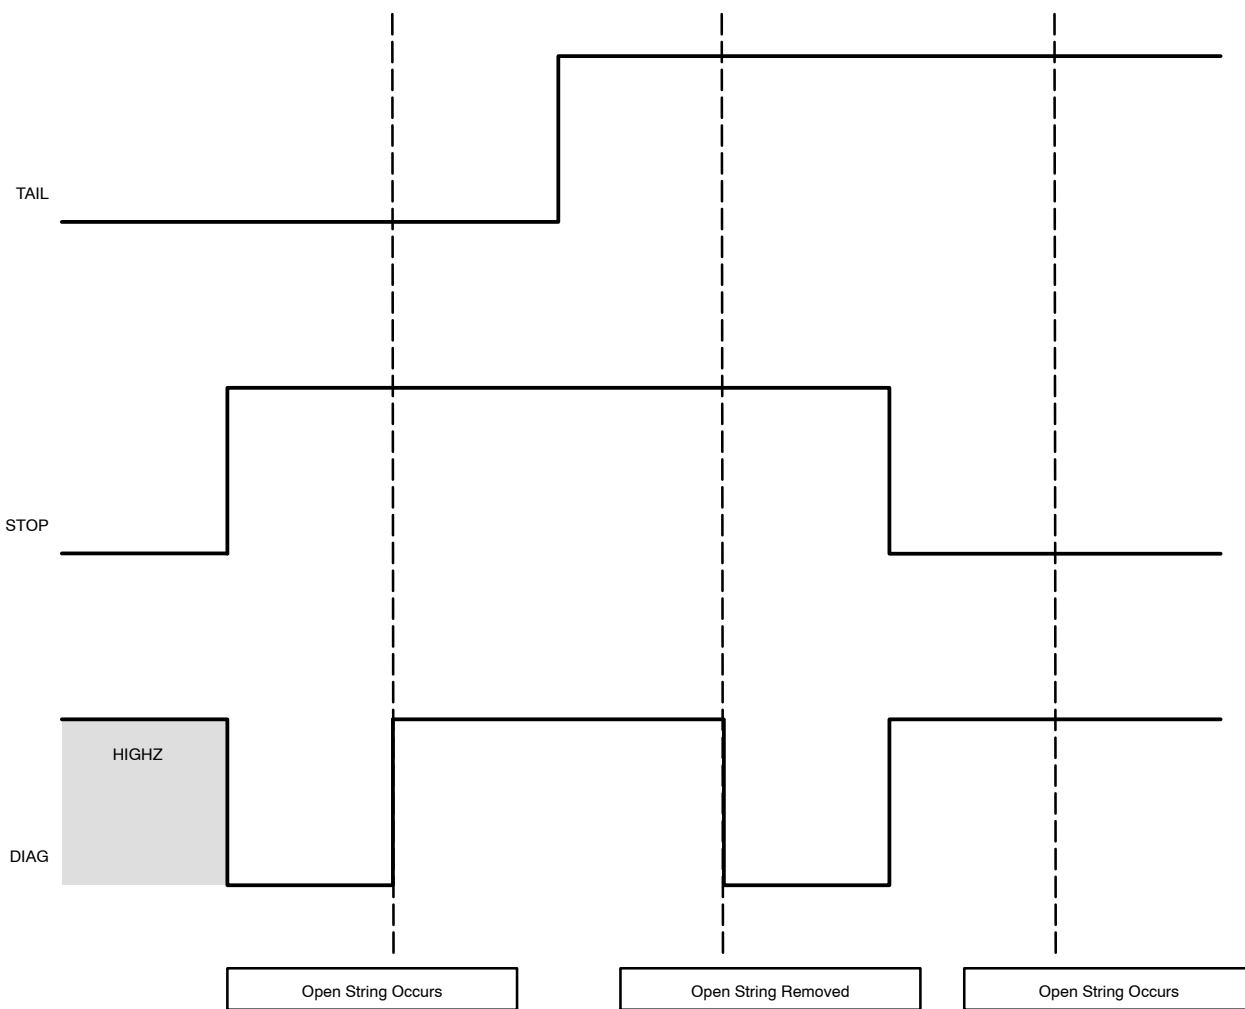 TAIL
STOP
HIGHZ
DIAG
Open String Occurs
Open String Removed
Open String Occurs